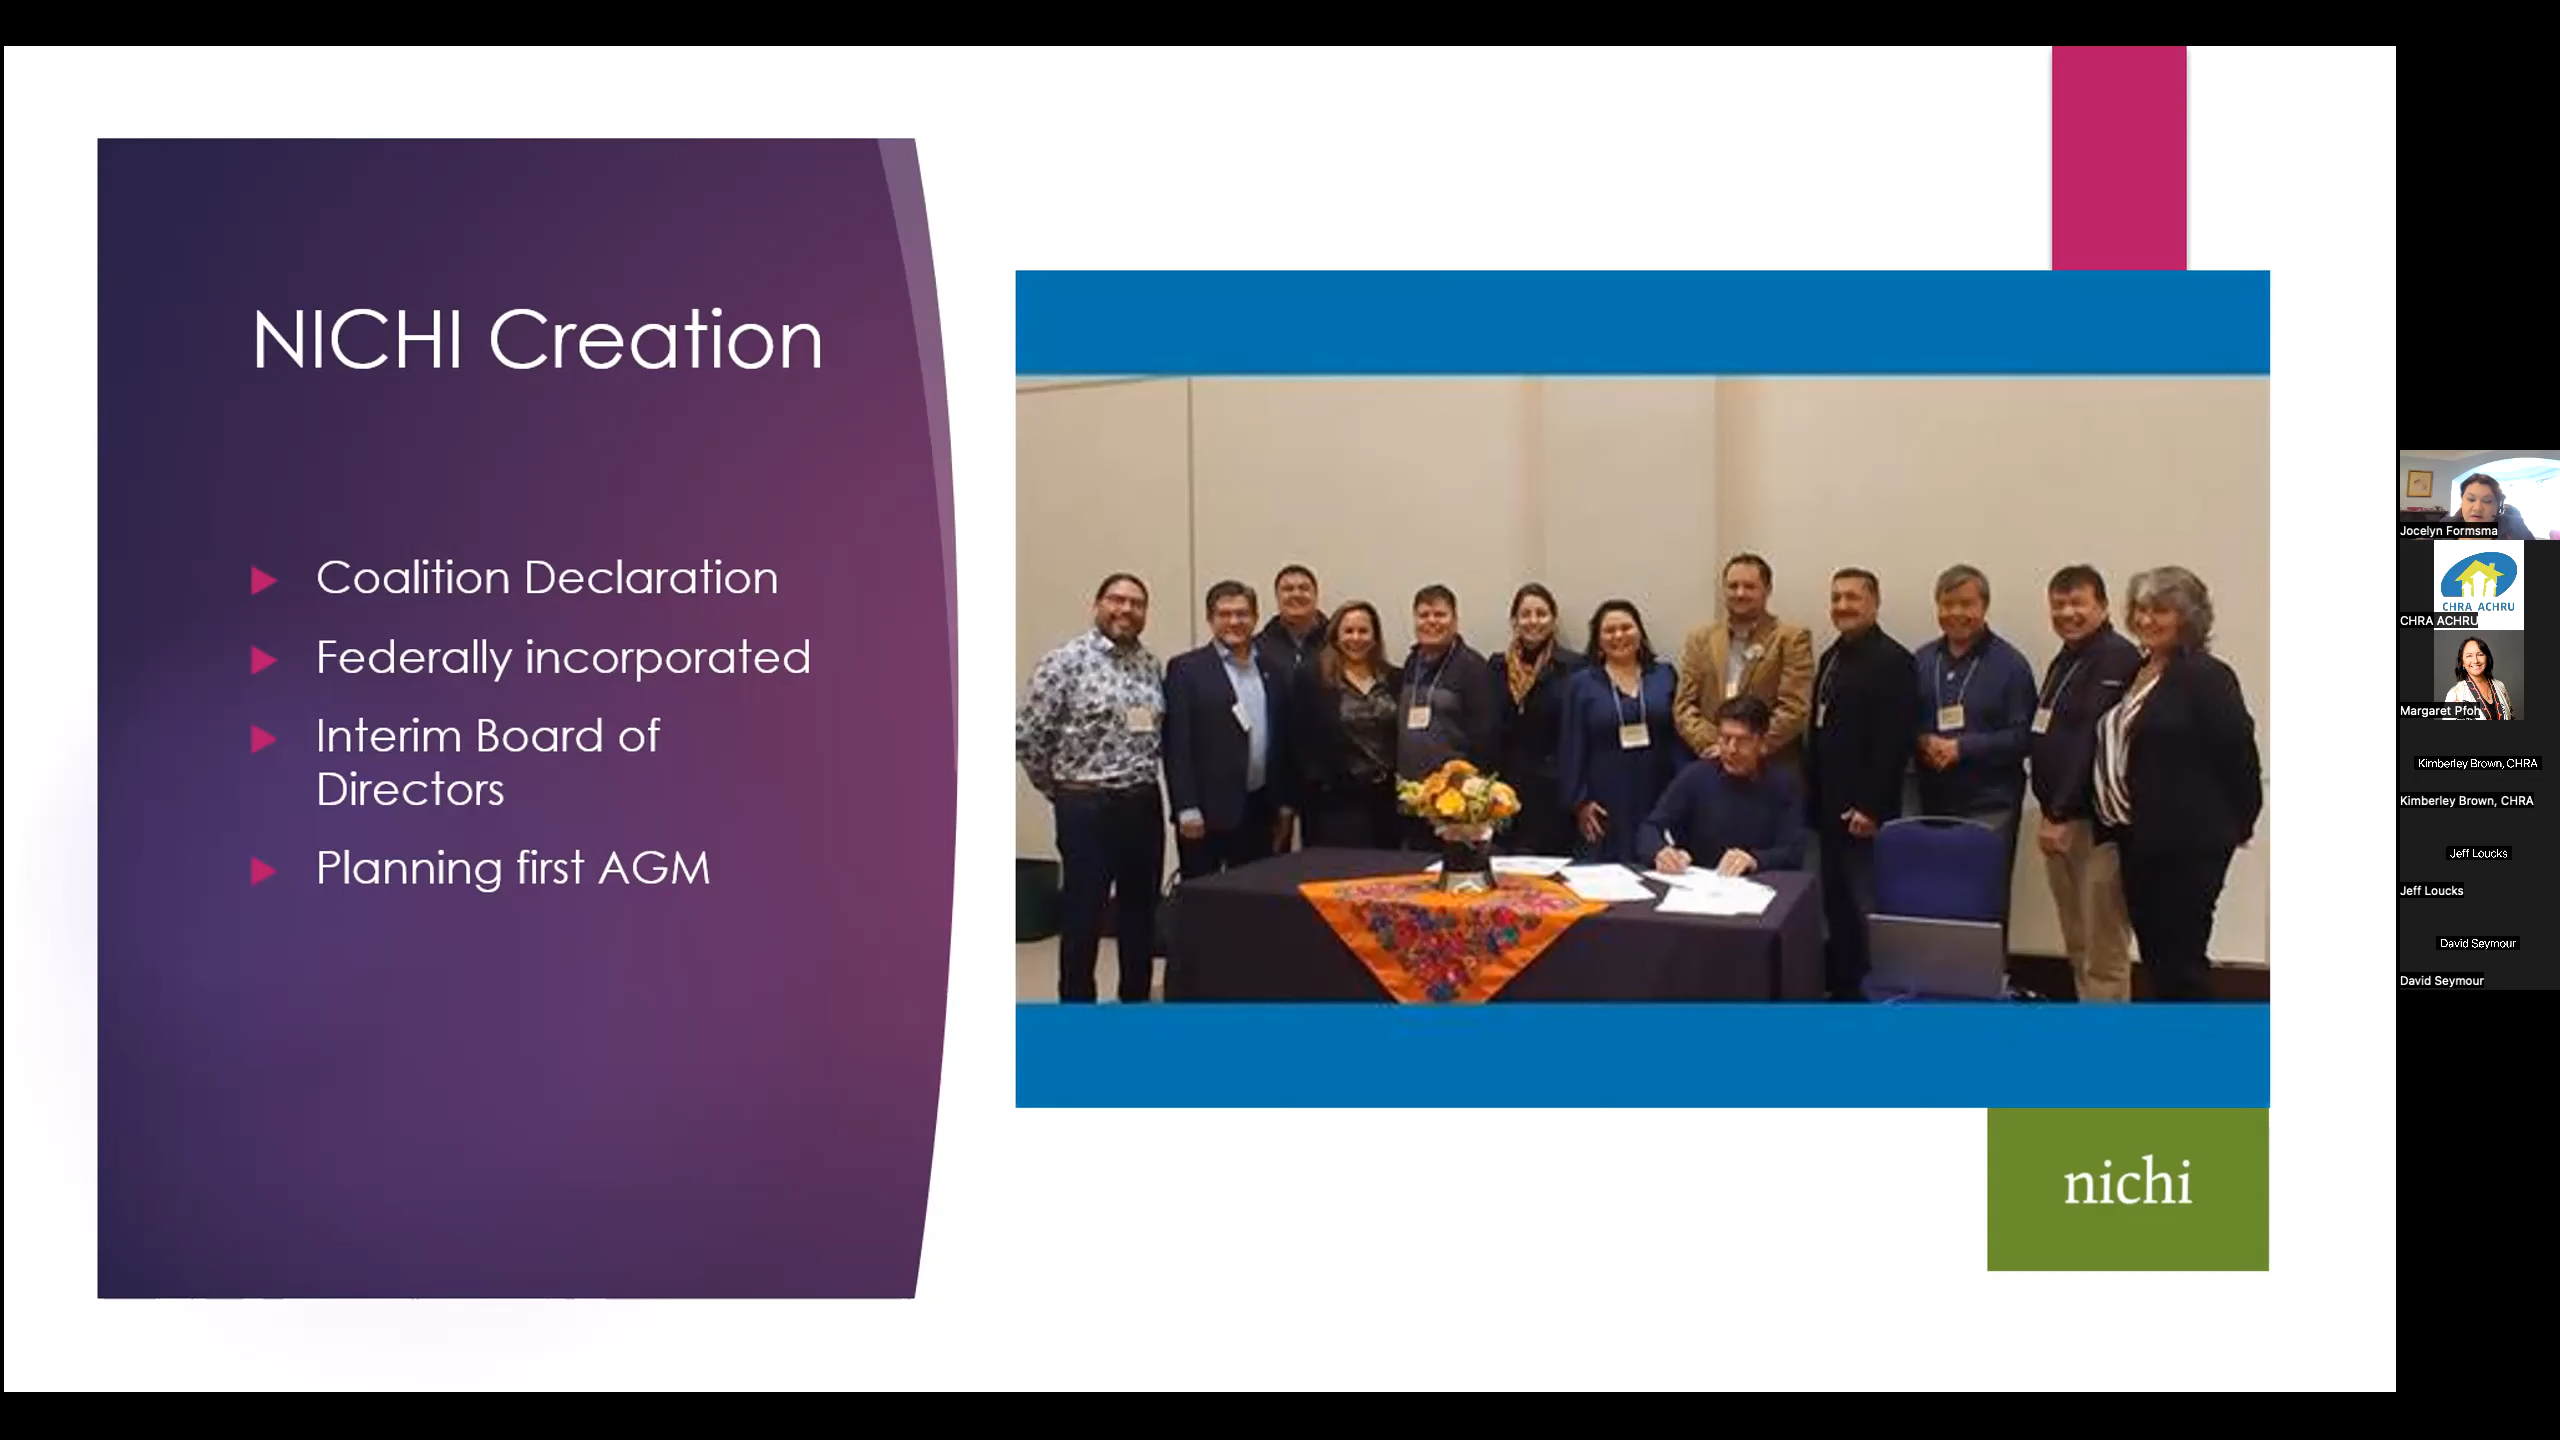 NICHI Creation
Coalition Declaration
Federally incorporated
Interim Board of
Directors
Planning first AGM
nichi
Jocelyn Formsma
CHRA ACHRU
CHRA ACHRU
Margaret Pfoh
Kimberley Brown, CHRA
Kimberley Brown, CHRA
Jeff Loucks
Jeff Loucks
David Seymour
David Seymour